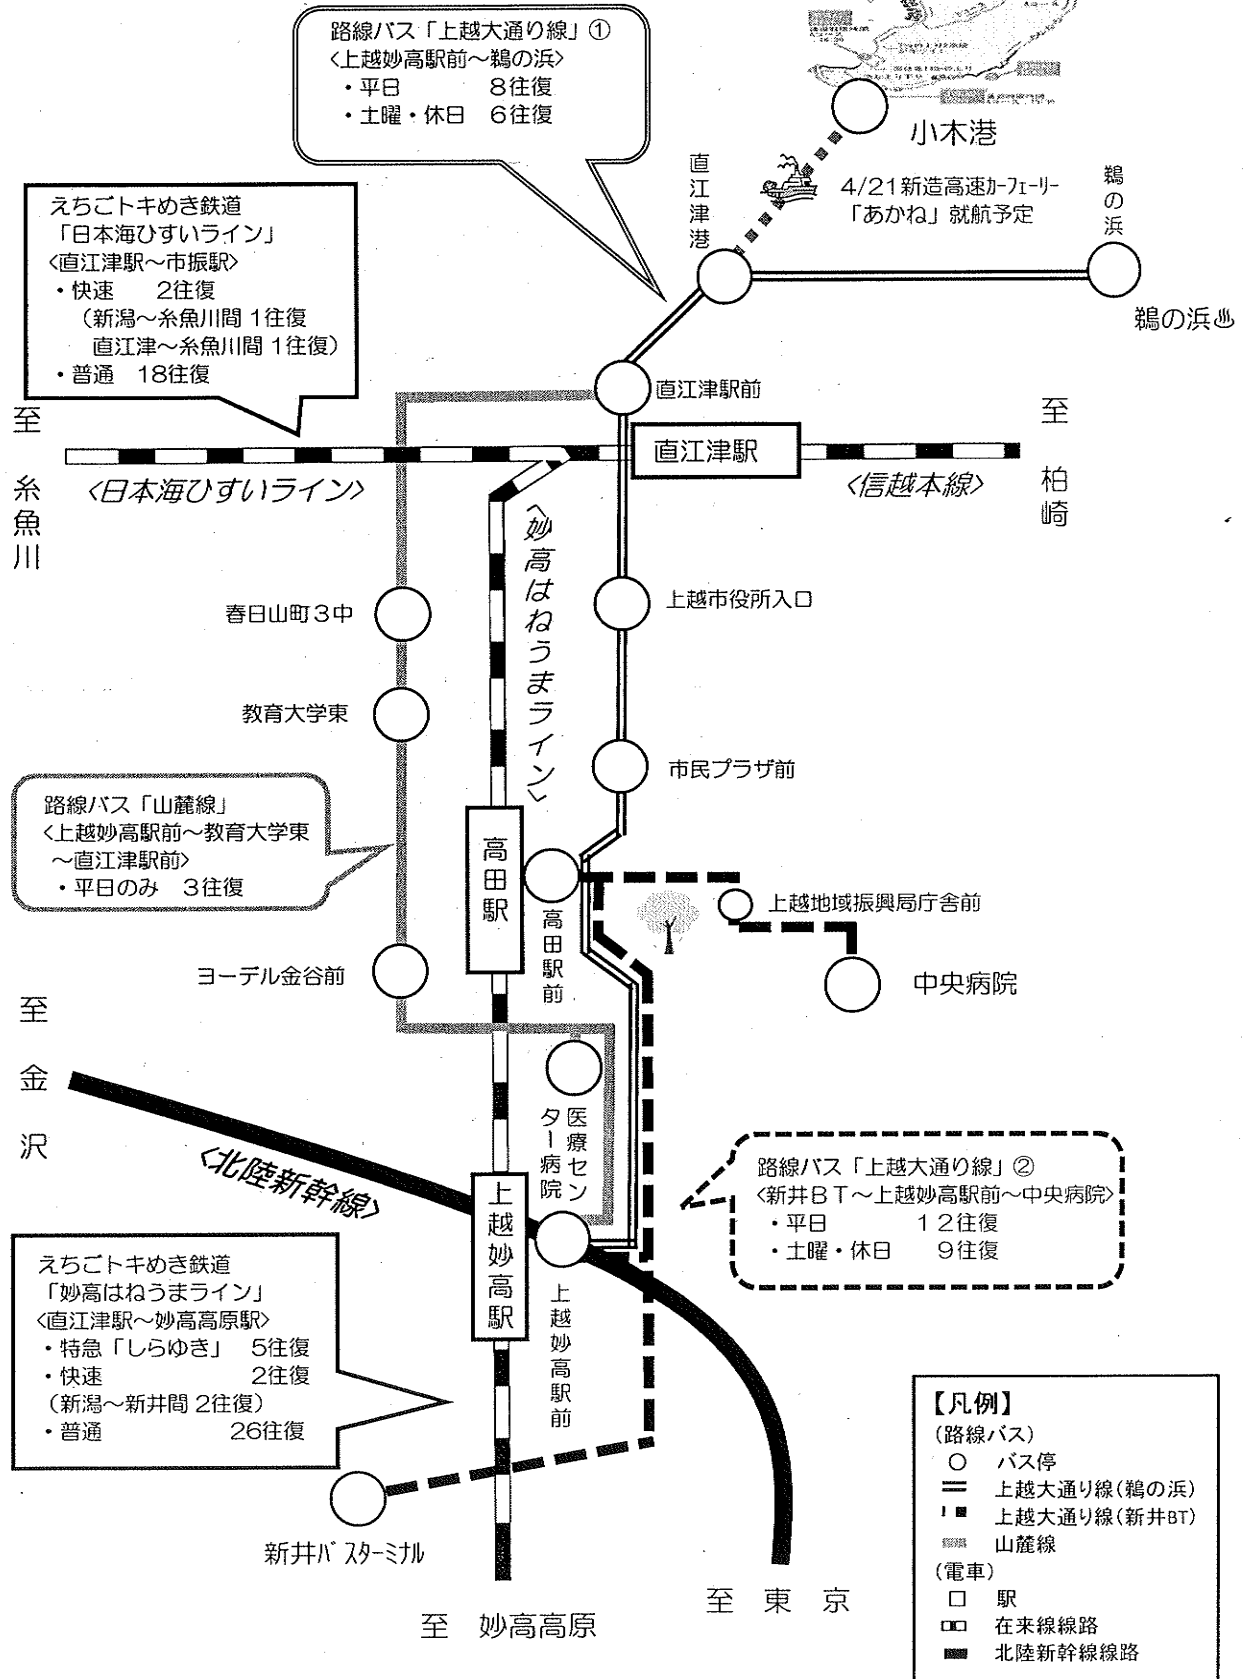 路線バス「上越大通り線」①
<上越妙高駅前～鵜の浜>
・平日 8往復
・土曜・休日 6往復
小木港
直江津港
4/21新造高速カーフェーリー
「あかね」就航予定
鵜の浜
鵜の浜♨
えちごトキめき鉄道
「日本海ひすいライン」
<直江津駅～市振駅>
・快速 2往復
（新潟～糸魚川間 1往復
直江津～糸魚川間 1往復）
・普通 18往復
直江津駅前
至 糸魚川
<日本海ひすいライン>
直江津駅
<信越本線>
至 柏崎
<妙高はねうまライン>
春日山町3中
上越市役所入口
教育大学東
市民プラザ前
路線バス「山麓線」
<上越妙高駅前～教育大学東
～直江津駅前>
・平日のみ 3往復
高田駅
高田駅前
上越地域振興局庁舎前
ヨーデル金谷前
中央病院
至 金沢
<北陸新幹線>
医療セン
ター病院
路線バス「上越大通り線」②
<新井BT～上越妙高駅前～中央病院>
・平日 12往復
・土曜・休日 9往復
上越妙高駅
上越妙高駅前
えちごトキめき鉄道
「妙高はねうまライン」
<直江津駅～妙高高原駅>
・特急「しらゆき」 5往復
・快速 2往復
（新潟～新井間 2往復）
・普通 26往復
新井バスターミナル
至 妙高高原
至 東 京
【凡例】
(路線バス)
バス停
上越大通り線(鵜の浜)
上越大通り線(新井BT)
山麓線
(電車)
駅
在来線線路
北陸新幹線線路